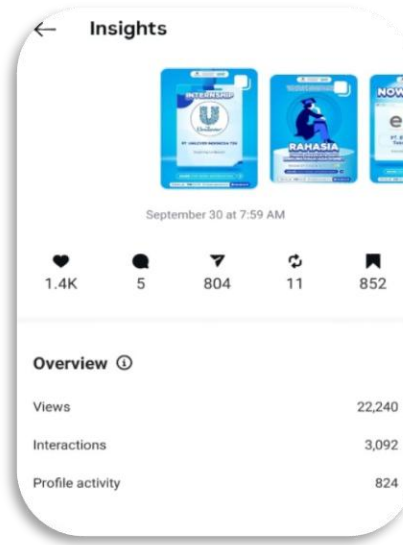 Insights
INTERNSHIP
Unilever
RAHASIA
NOW
e
September 30 at 7:59 AM
1.4K 5 804 11 852
Overview
Views 22,240
Interactions 3,092
Profile activity 824